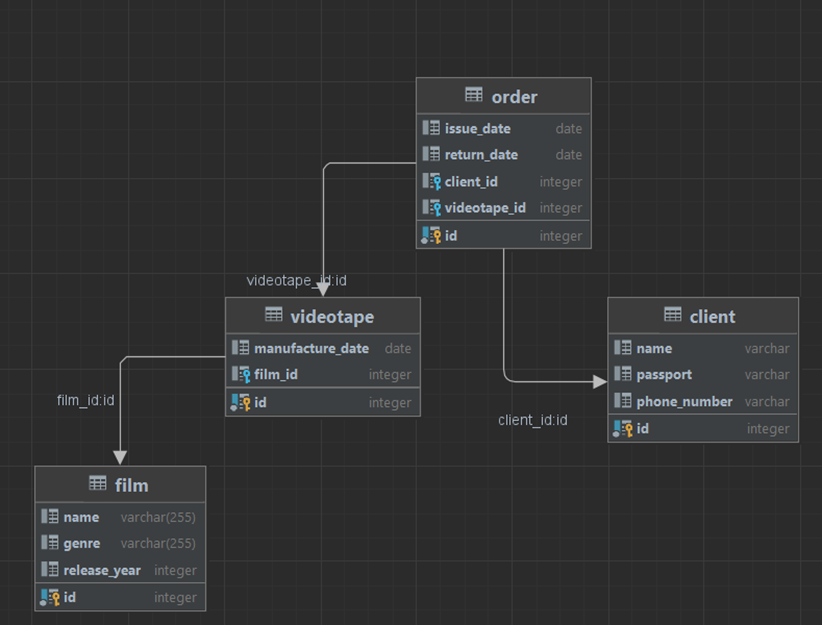 order
issue_date date
return_date date
client_id integer
videotape_id integer
id integer
videotape_id:id
videotape
manufacture_date date
film_id integer
id integer
client
name varchar
passport varchar
phone_number varchar
id integer
film_id:id
client_id:id
film
name varchar(255)
genre varchar(255)
release_year integer
id integer